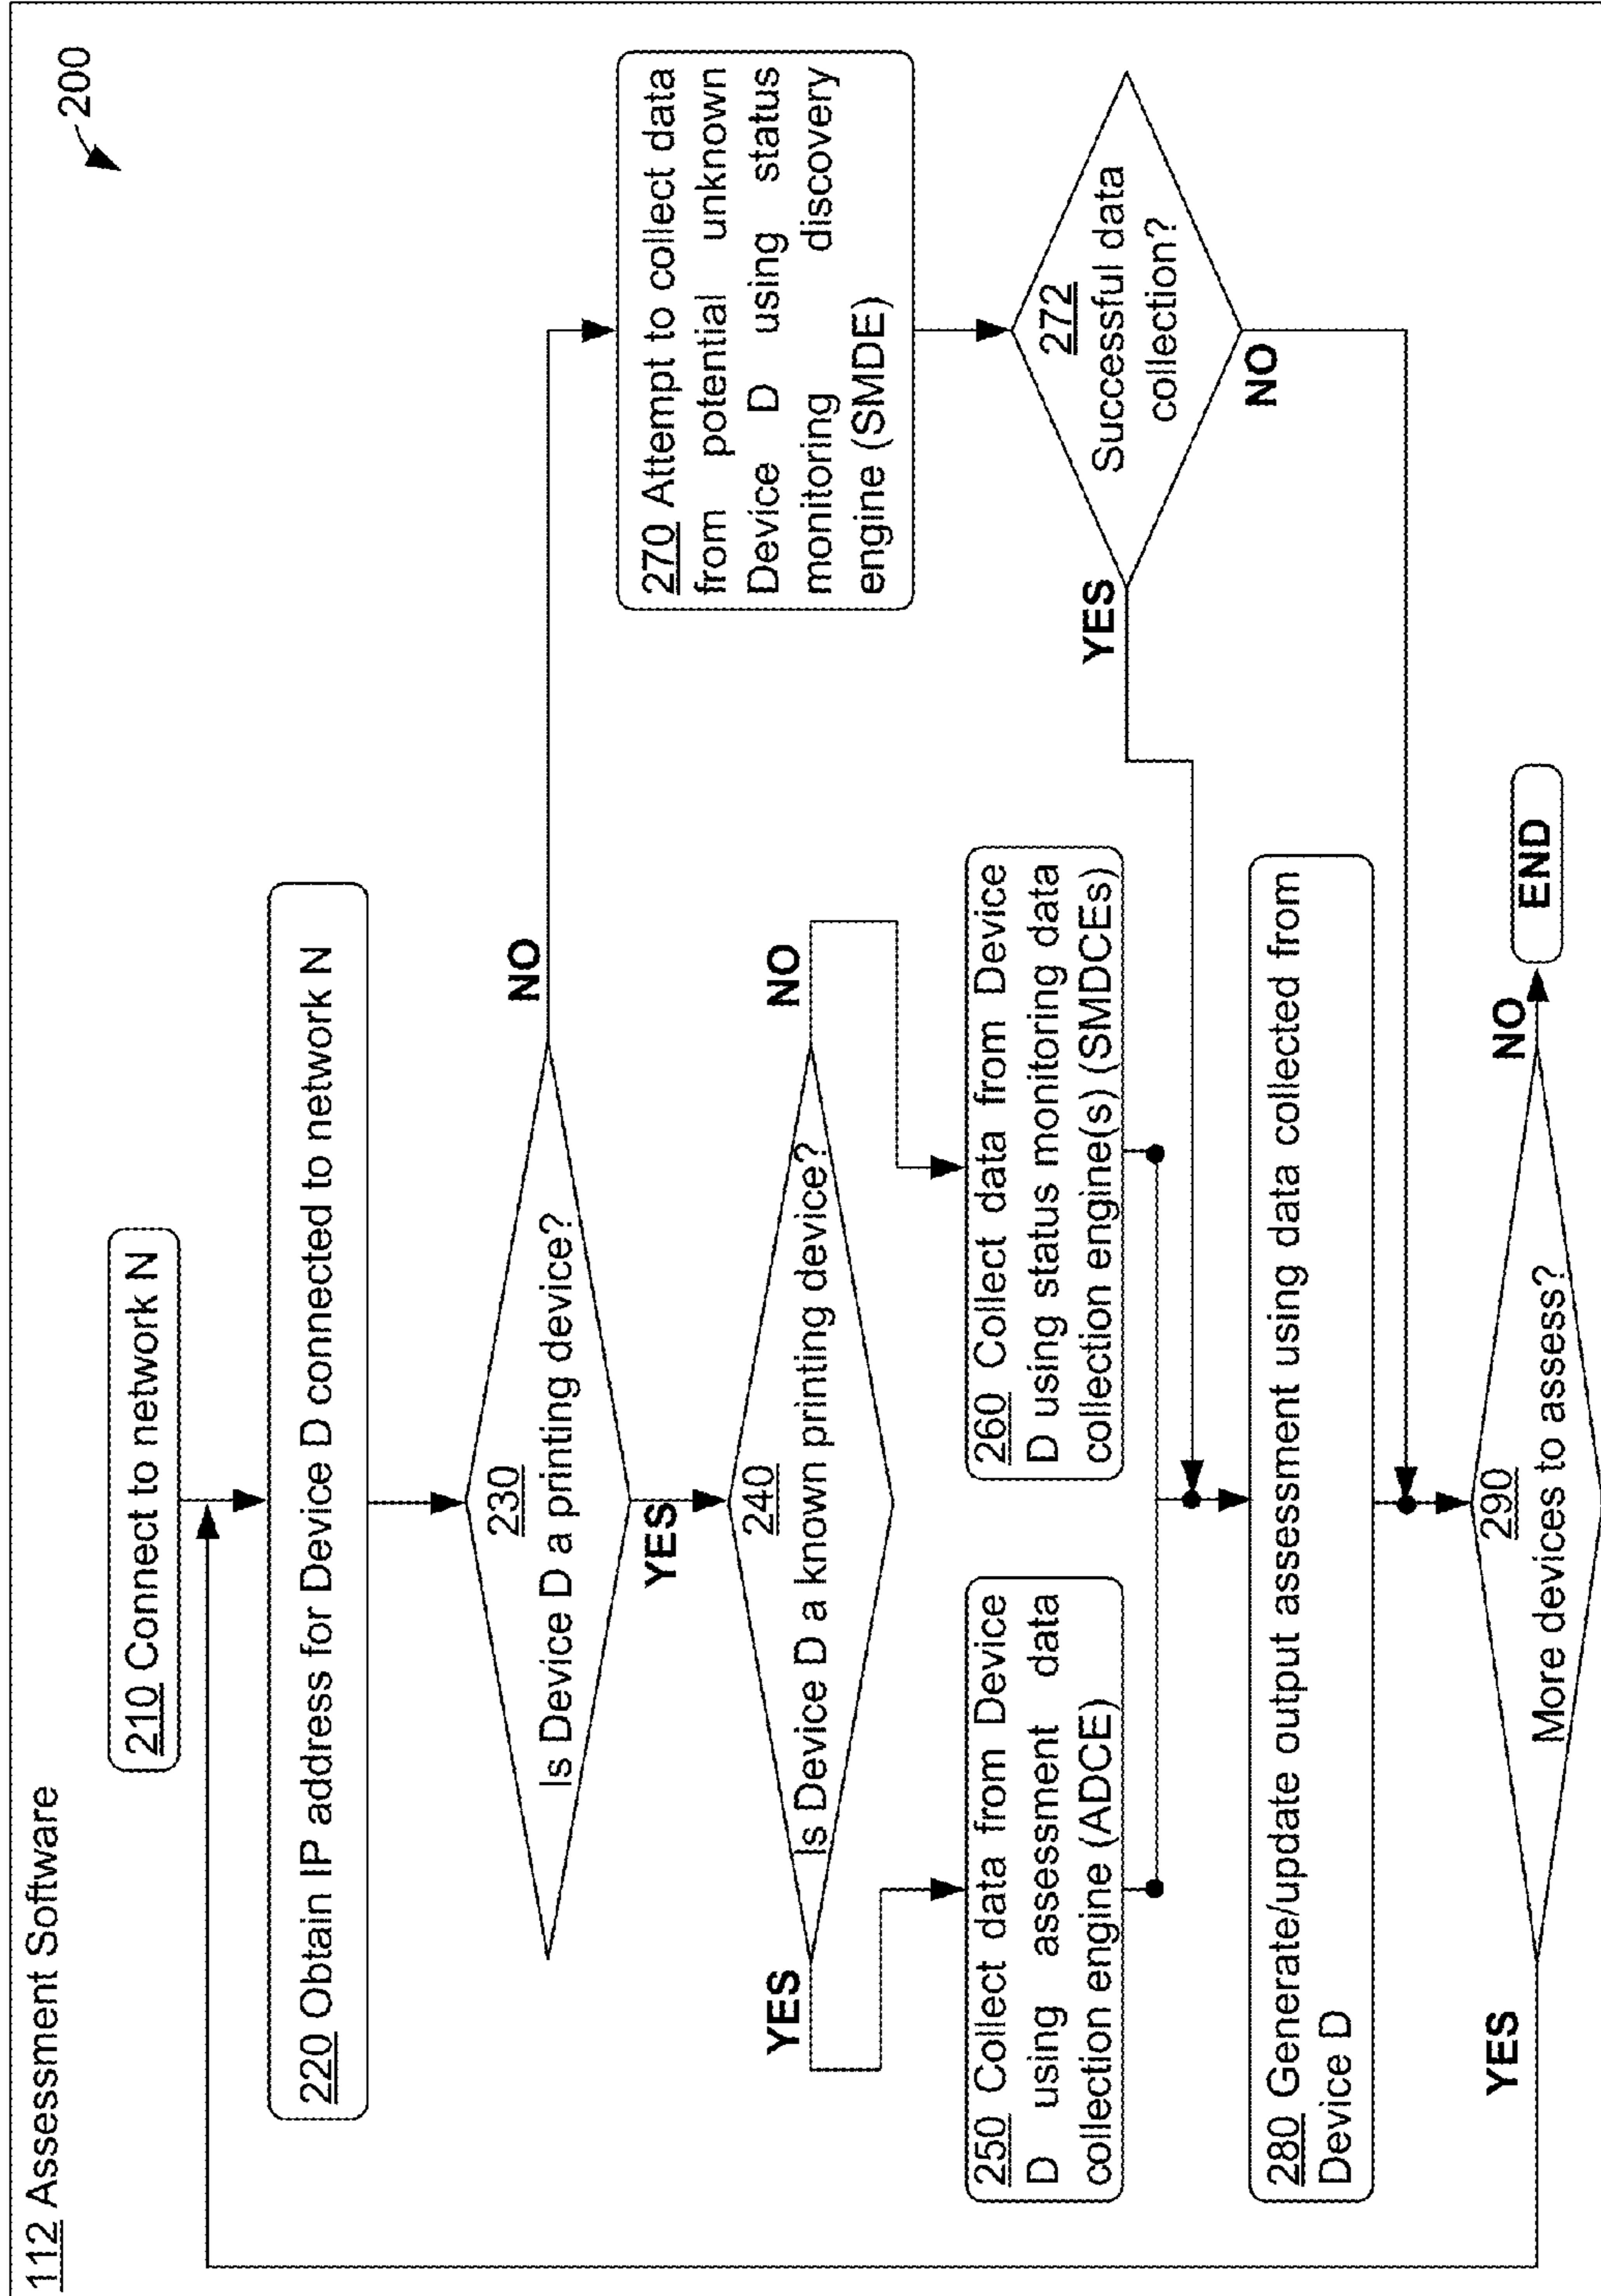 112 Assessment Software
200
210 Connect to network N
220 Obtain IP address for Device D connected to network N
230
Is Device D a printing device?
NO
YES
240
Is Device D a known printing device?
YES
NO
250 Collect data from Device
D using assessment data
collection engine (ADCE)
260 Collect data from Device
D using status monitoring data
collection engine(s) (SMDCEs)
270 Attempt to collect data
from potential unknown
Device D using status
monitoring discovery
engine (SMDE)
272
Successful data
collection?
YES
NO
280 Generate/update output assessment using data collected from
Device D
290
More devices to assess?
YES
NO
END